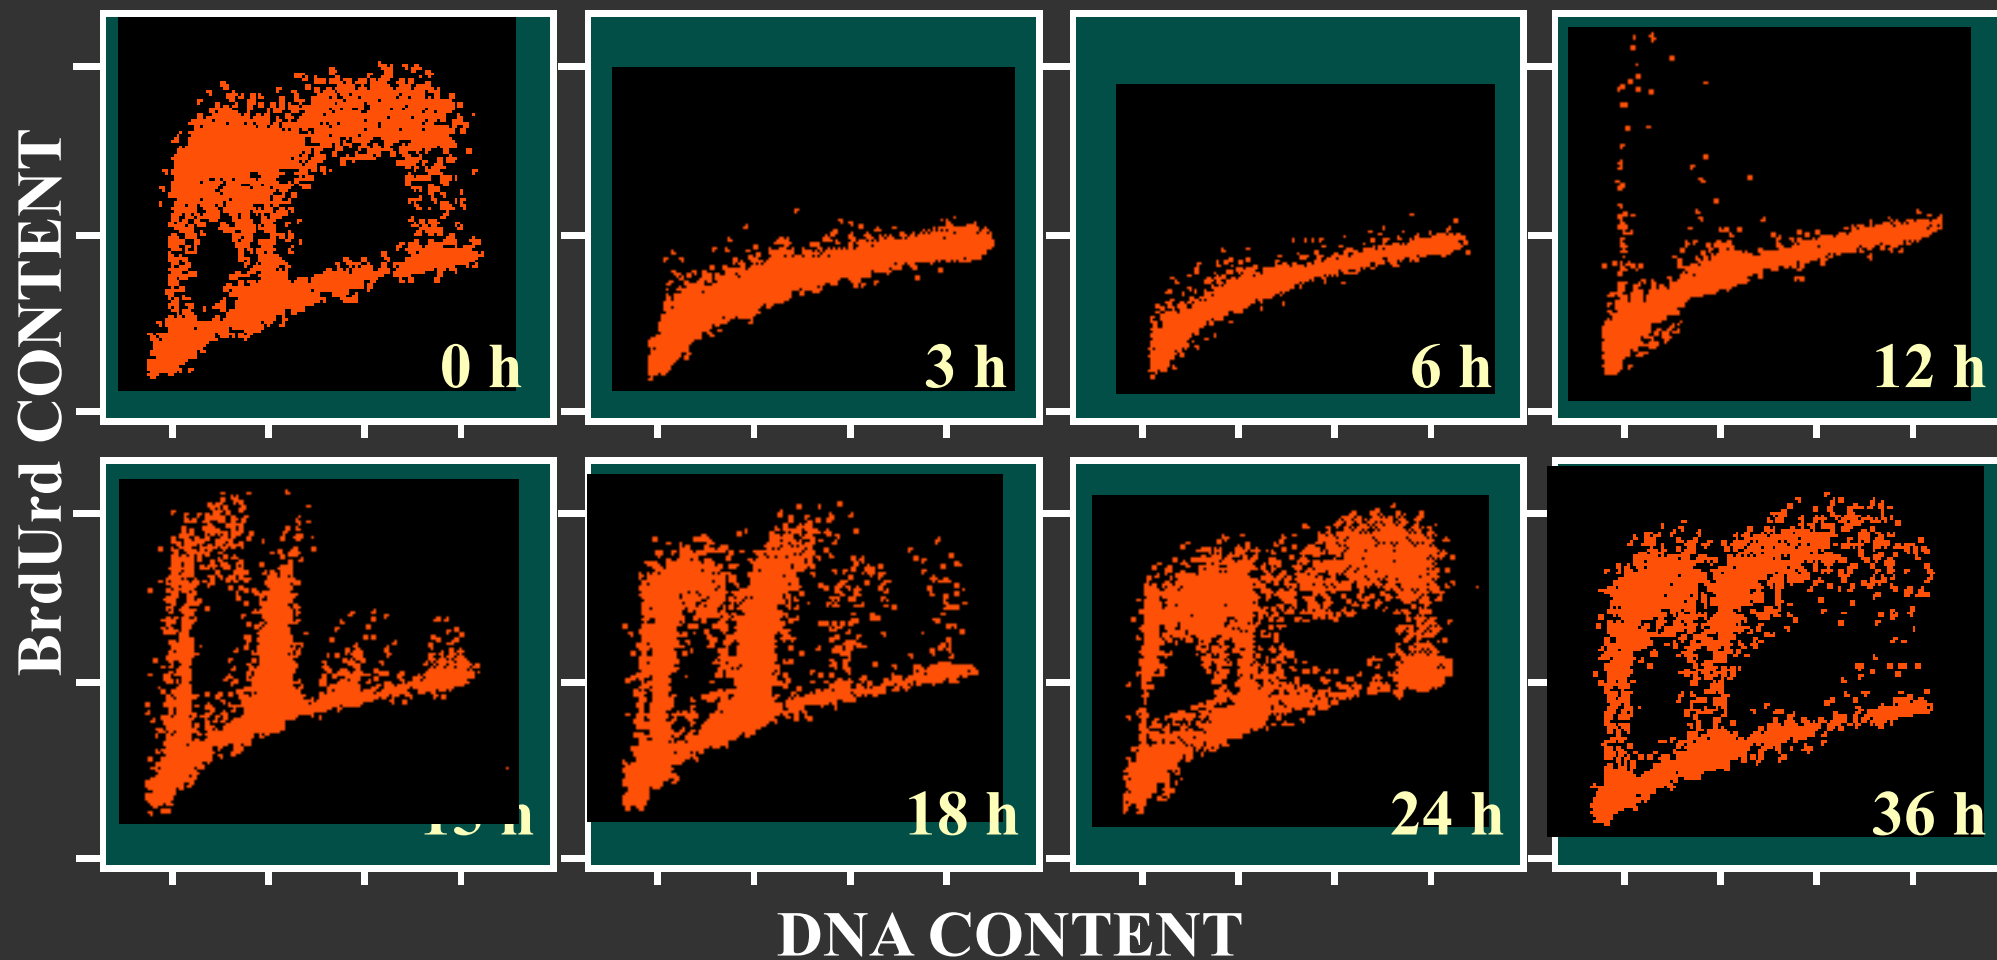 BrdUrd CONTENT
0 h
3 h
6 h
12 h
18 h
24 h
36 h
DNA CONTENT